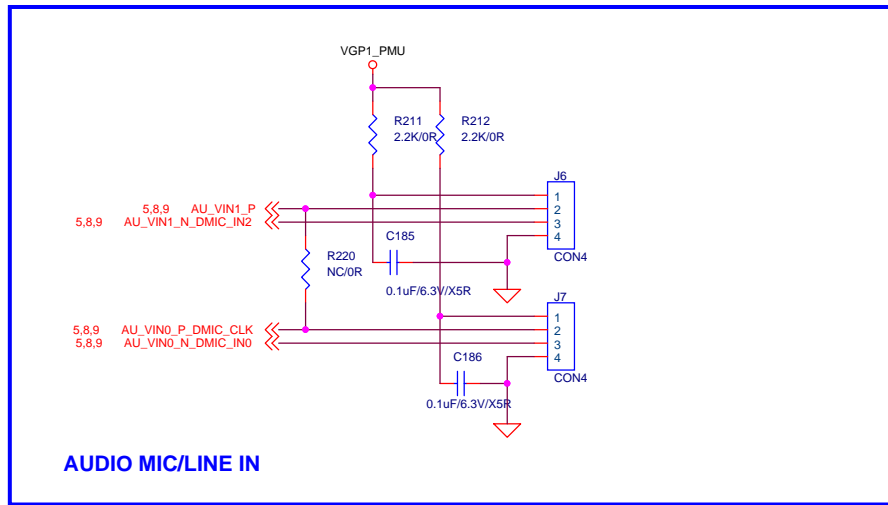 VGP1_PMU
R211
2.2K/0R
R212
2.2K/0R
J6
1
2
3
4
CON4
5,8,9 AU_VIN1_P
5,8,9 AU_VIN1_N_DMIC_IN2
C185
0.1uF/6.3V/X5R
R220
NC/0R
J7
1
2
3
4
CON4
5,8,9 AU_VIN0_P_DMIC_CLK
5,8,9 AU_VIN0_N_DMIC_IN0
C186
0.1uF/6.3V/X5R
AUDIO MIC/LINE IN